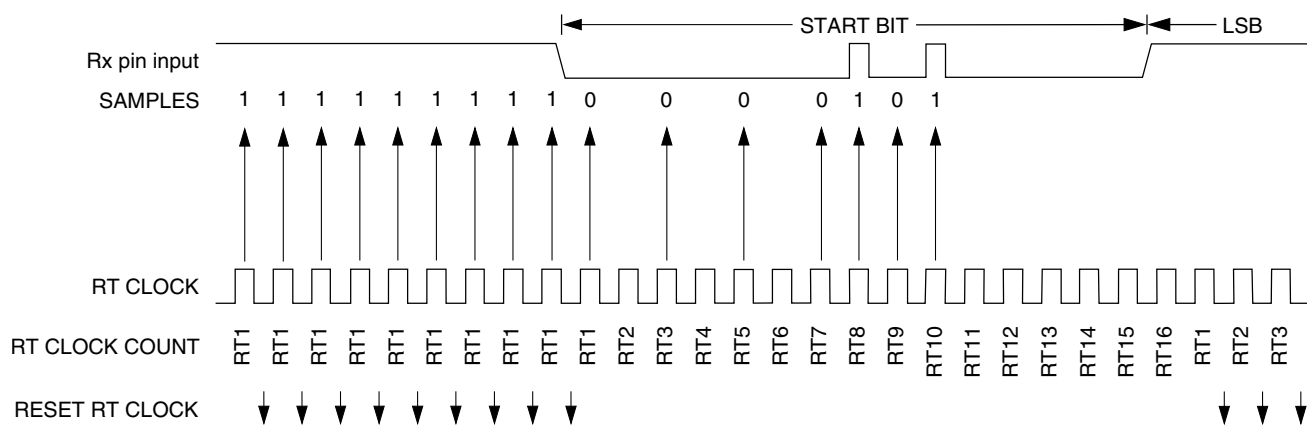 START BIT LSB
Rx pin input
SAMPLES 1 1 1 1 1 1 1 1 1 0 0 0 0 1 0 1
RT CLOCK
RT CLOCK COUNT RT1 RT1 RT1 RT1 RT1 RT1 RT1 RT1 RT1 RT1 RT2 RT3 RT4 RT5 RT6 RT7 RT8 RT9 RT10 RT11 RT12 RT13 RT14 RT15 RT16 RT1 RT2 RT3
RESET RT CLOCK